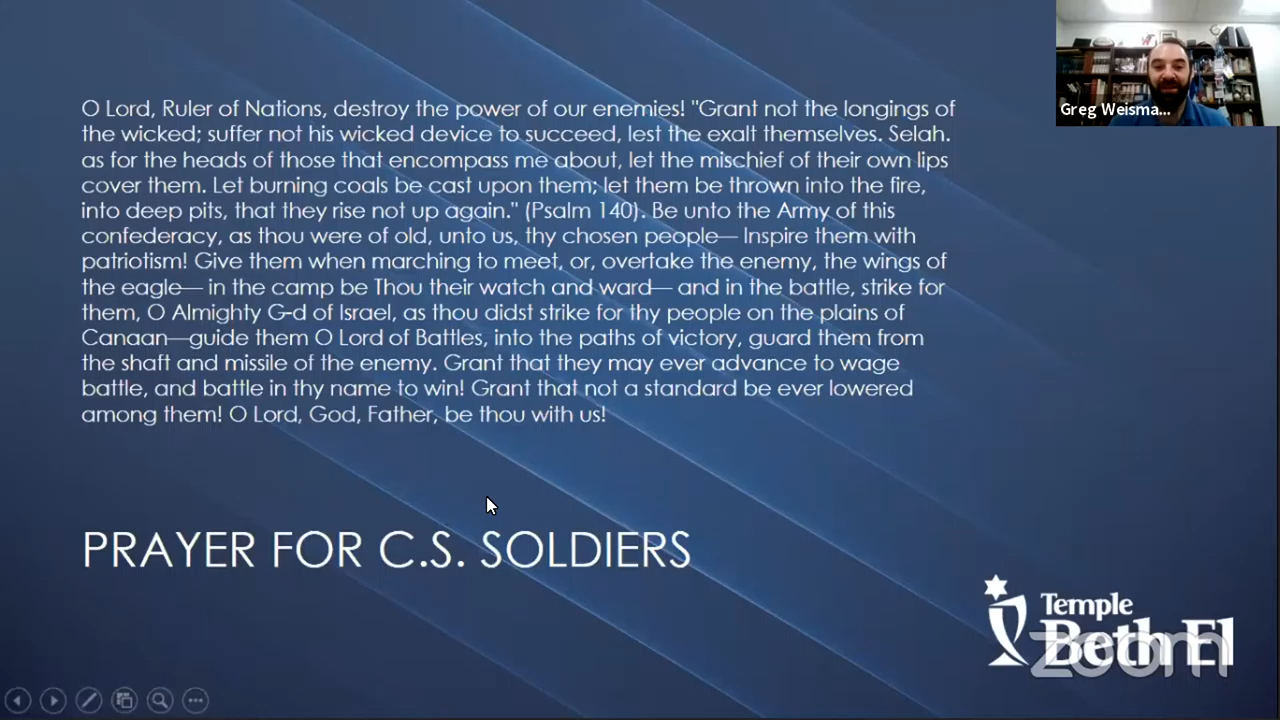 O Lord, Ruler of Nations, destroy the power of our enemies! "Grant not the longings of
the wicked; suffer not his wicked device to succeed, lest the exalt themselves. Selah.
as for the heads of those that encompass me about, let the mischief of their own lips
cover them. Let burning coals be cast upon them; let them be thrown into the fire,
into deep pits, that they rise not up again." (Psalm 140). Be unto the Army of this
confederacy, as thou were of old, unto us, thy chosen people— Inspire them with
patriotism! Give them when marching to meet, or, overtake the enemy, the wings of
the eagle— in the camp be Thou their watch and ward— and in the battle, strike for
them, O Almighty G-d of Israel, as thou didst strike for thy people on the plains of
Canaan—guide them O Lord of Battles, into the paths of victory, guard them from
the shaft and missile of the enemy. Grant that they may ever advance to wage
battle, and battle in thy name to win! Grant that not a standard be ever lowered
among them! O Lord, God, Father, be thou with us!
PRAYER FOR C.S. SOLDIERS
Greg Weisma...
Temple
Beth El
zoom